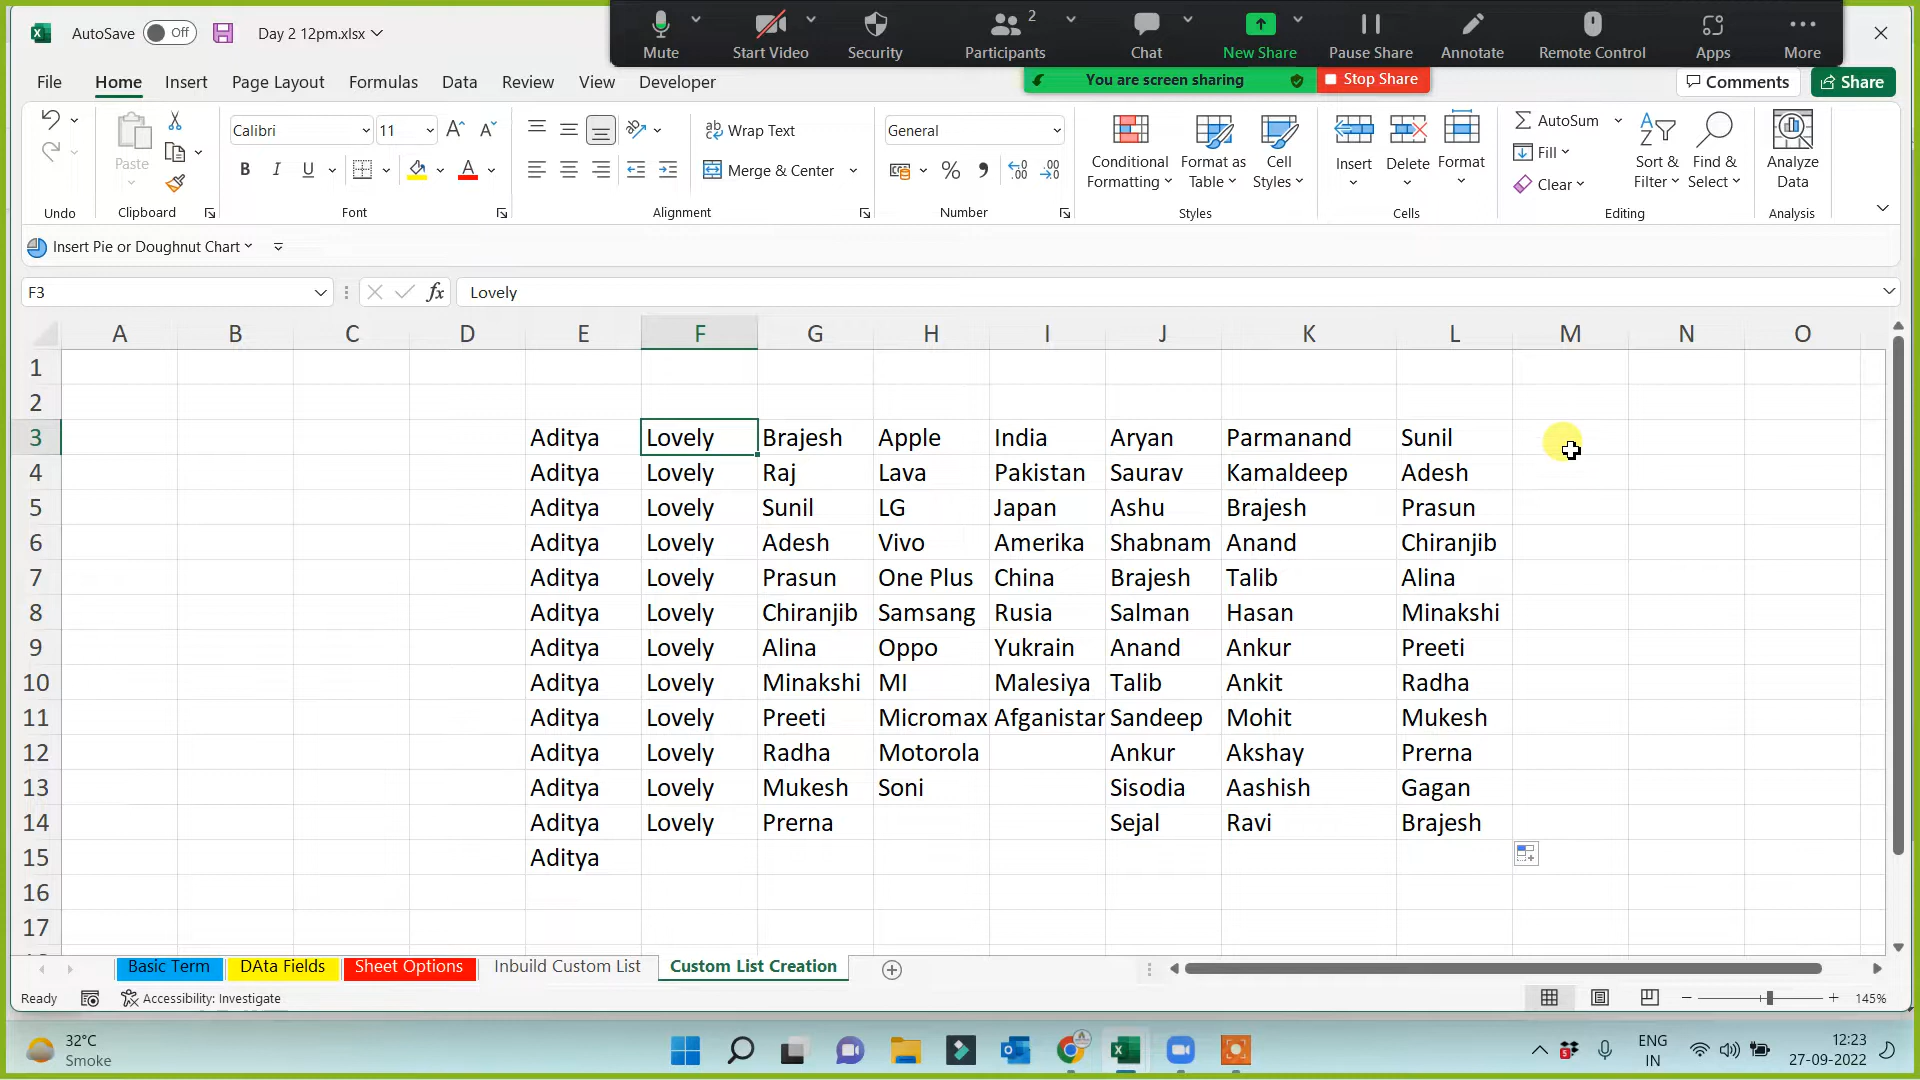 AutoSave Off Day 2 12pm.xlsx
Mute Start Video Security Participants 2 Chat New Share Pause Share Annotate Remote Control Apps More
You are screen sharing Stop Share
File Home Insert Page Layout Formulas Data Review View Developer Comments Share
Paste Calibri 11 Wrap Text General Merge & Center
Conditional Formatting Format as Table Cell Styles Insert Delete Format
AutoSum Fill Clear Sort & Filter Find & Select Analyze Data
Undo Clipboard Font Alignment Number Styles Cells Editing Analysis
Insert Pie or Doughnut Chart
F3 fx Lovely
A B C D E F G H I J K L M N O
1
2
3 Aditya Lovely Brajesh Apple India Aryan Parmanand Sunil
4 Aditya Lovely Raj Lava Pakistan Saurav Kamaldeep Adesh
5 Aditya Lovely Sunil LG Japan Ashu Brajesh Prasun
6 Aditya Lovely Adesh Vivo Amerika Shabnam Anand Chiranjib
7 Aditya Lovely Prasun One Plus China Brajesh Talib Alina
8 Aditya Lovely Chiranjib Samsang Rusia Salman Hasan Minakshi
9 Aditya Lovely Alina Oppo Yukrain Anand Ankur Preeti
10 Aditya Lovely Minakshi MI Malesiya Talib Ankit Radha
11 Aditya Lovely Preeti Micromax Afganistan Sandeep Mohit Mukesh
12 Aditya Lovely Radha Motorola Ankur Akshay Prerna
13 Aditya Lovely Mukesh Soni Sisodia Aashish Gagan
14 Aditya Lovely Prerna Sejal Ravi Brajesh
15 Aditya
16
17
Basic Term DAta Fields Sheet Options Inbuild Custom List Custom List Creation
Ready Accessibility: Investigate 145%
32°C
Smoke
ENG
IN
12:23
27-09-2022